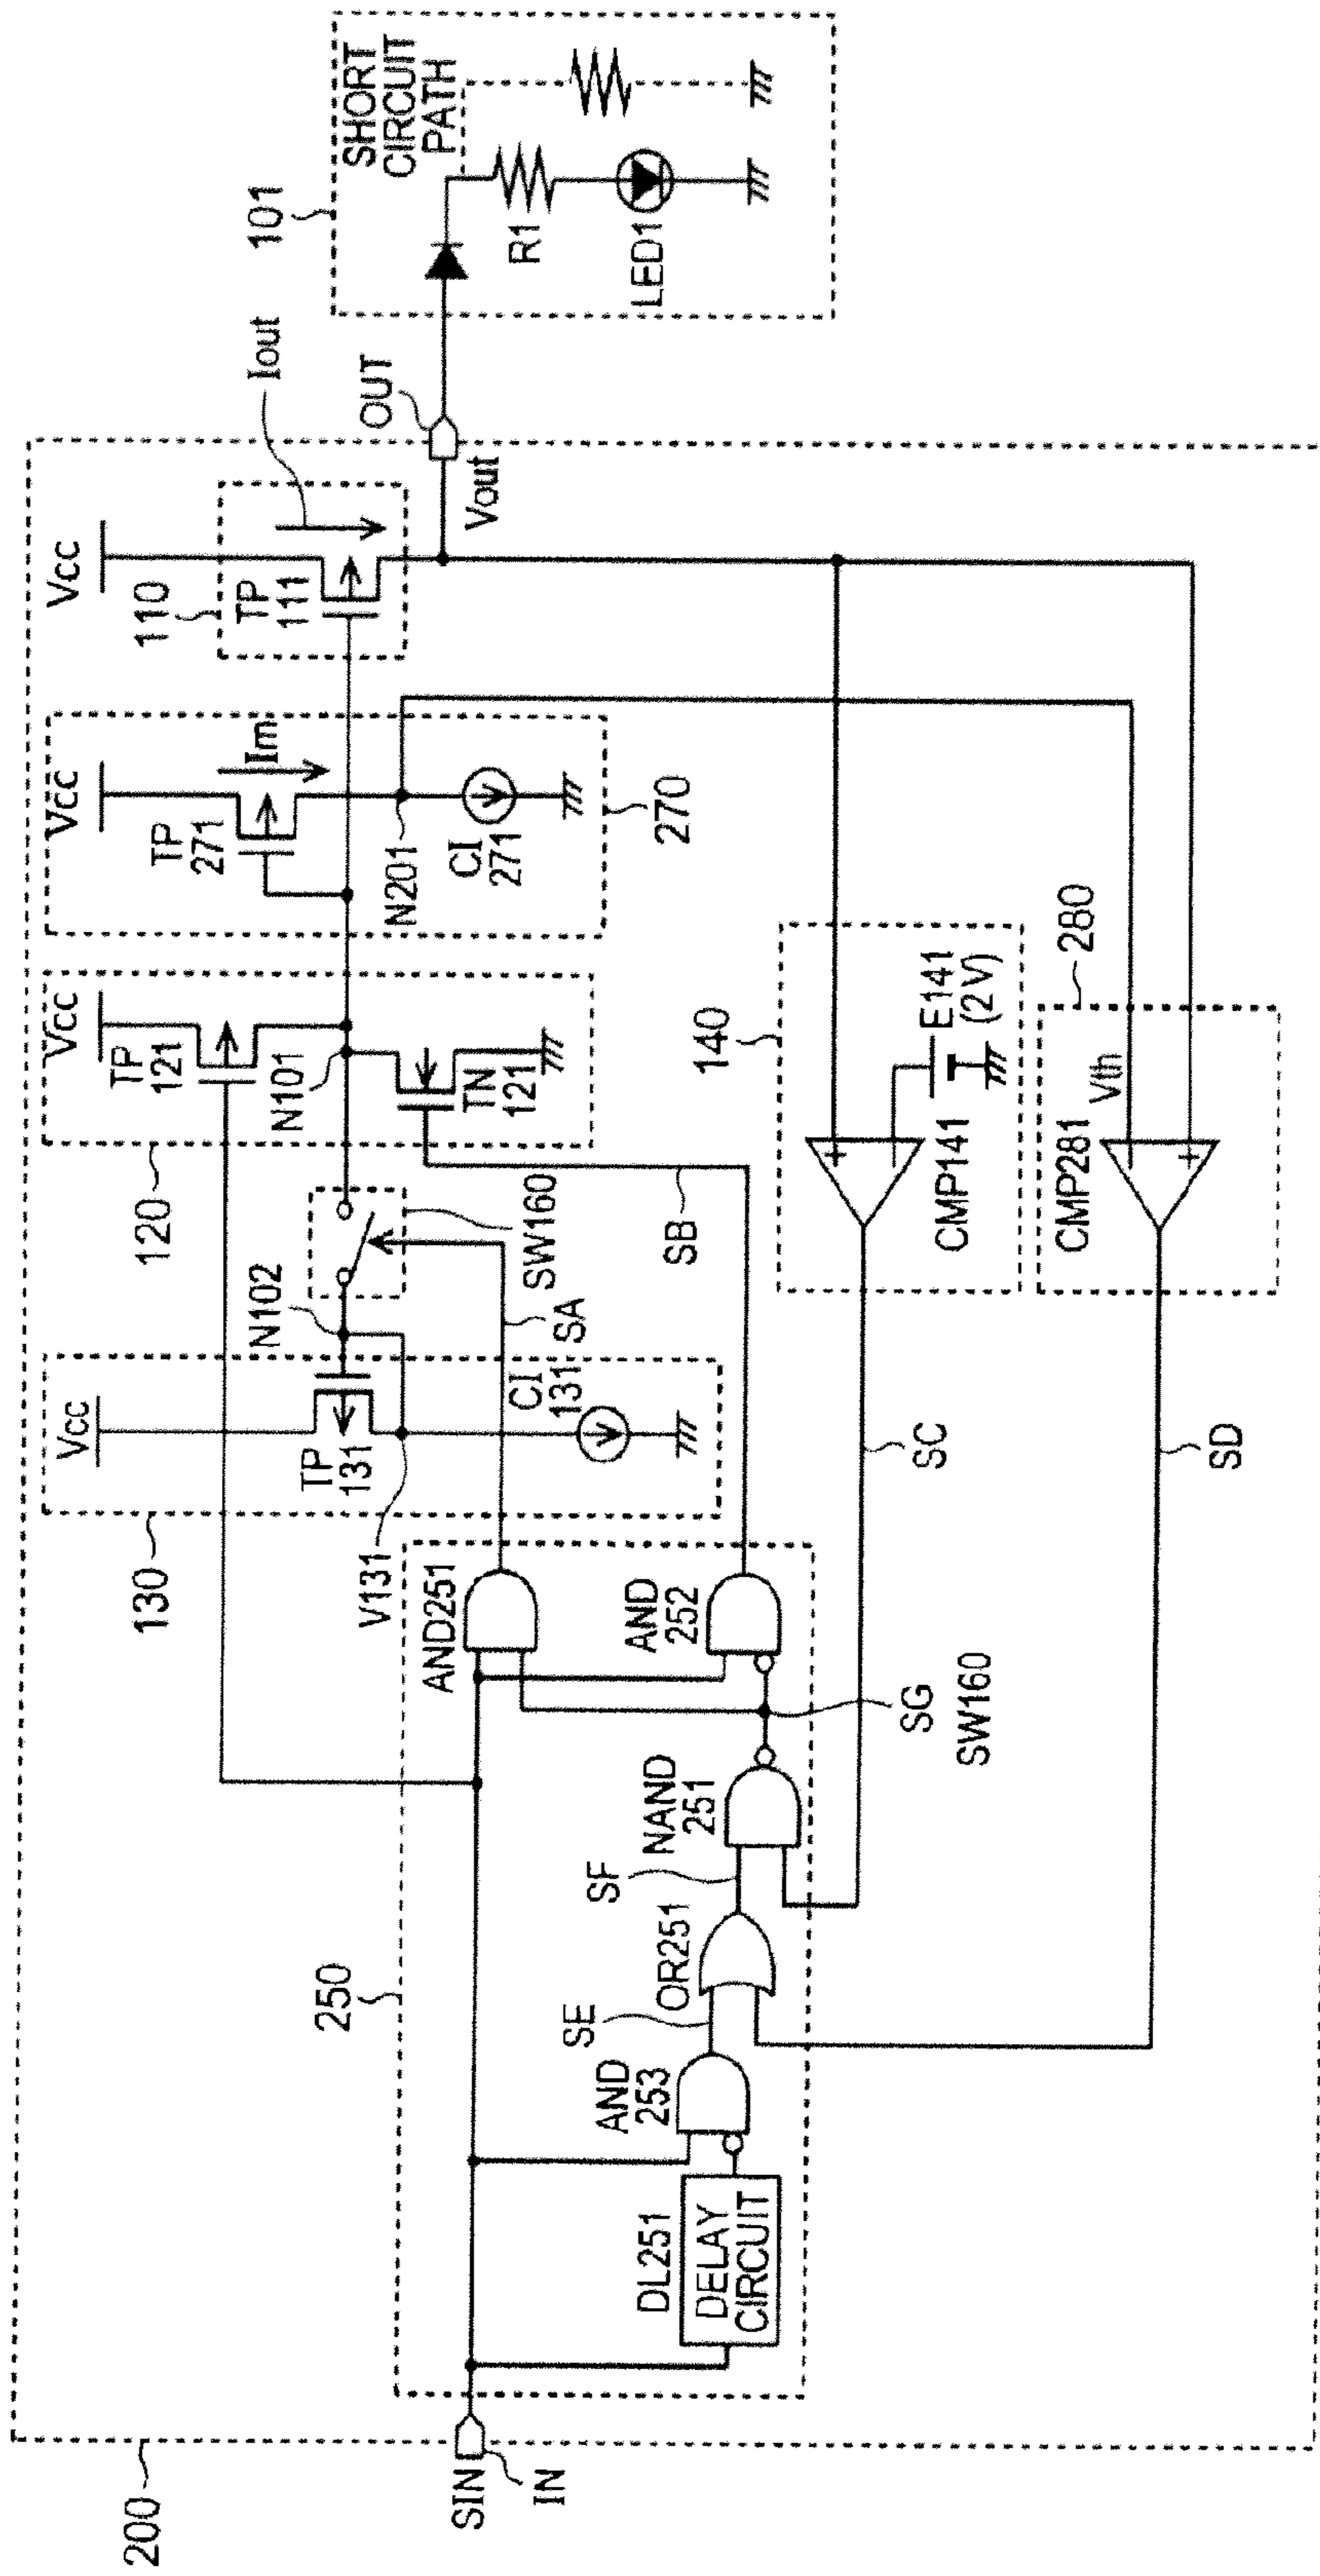 200
SIN
IN
250
DL251
DELAY
CIRCUIT
AND
253
SE
OR251
SF
NAND
251
SG
SW160
AND251
AND
252
130
Vcc
TP
131
V131
CI
131
N102
SA
SW160
SB
120
Vcc
TP
121
N101
TN
121
Vcc
TP
271
Im
N201
CI
271
270
Vcc
110
TP
111
Iout
Vout
OUT
101
SHORT
CIRCUIT
PATH
R1
LED1
140
+
E141
(2 V)
CMP141
SC
280
CMP281
Vth
+
SD